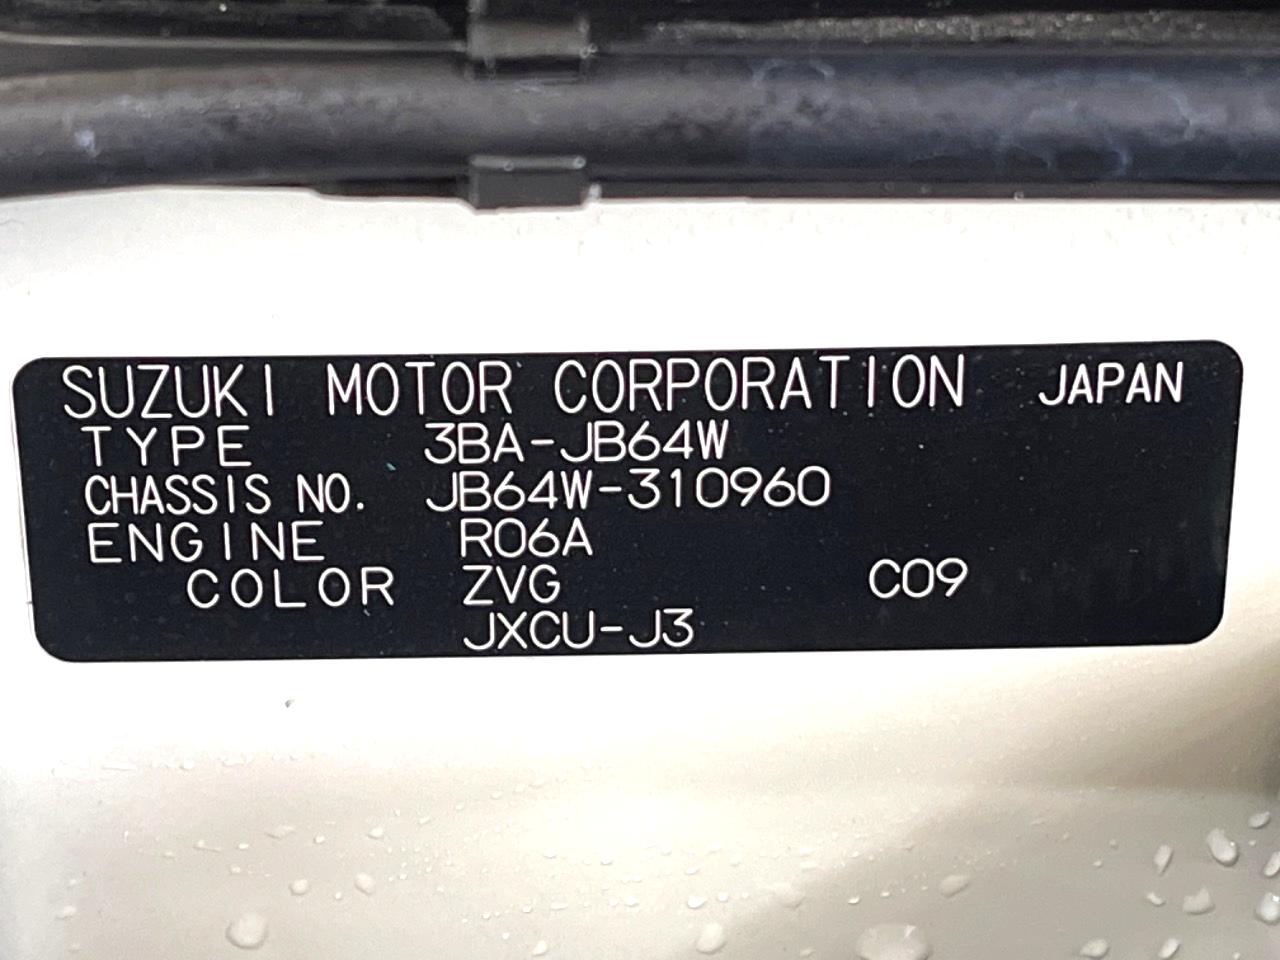 SUZUKI MOTOR CORPORATION JAPAN
TYPE 3BA-JB64W
CHASSIS NO. JB64W-310960
ENGINE R06A
COLOR ZVG C09
JXCU-J3